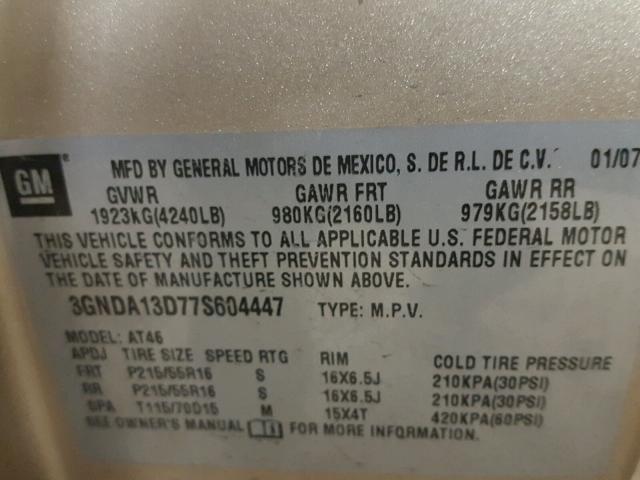 GM®
MFD BY GENERAL MOTORS DE MEXICO, S. DE R.L. DE C.V. 01/07
GVWR GAWR FRT GAWR RR
1923KG(4240LB) 980KG(2160LB) 979KG(2158LB)
THIS VEHICLE CONFORMS TO ALL APPLICABLE U.S. FEDERAL MOTOR
VEHICLE SAFETY AND THEFT PREVENTION STANDARDS IN EFFECT ON
THE DATE OF MANUFACTURE SHOWN ABOVE.
3GNDA13D77S604447 TYPE: M.P.V.
MODEL: AT46
APDJ TIRE SIZE SPEED RTG RIM COLD TIRE PRESSURE
FRT P215/55R16 S 16X6.5J 210KPA(30PSI)
RR P215/55R16 S 16X6.5J 210KPA(30PSI)
SPA T115/70D15 M 15X4T 420KPA(60PSI)
SEE OWNER'S MANUAL FOR MORE INFORMATION.